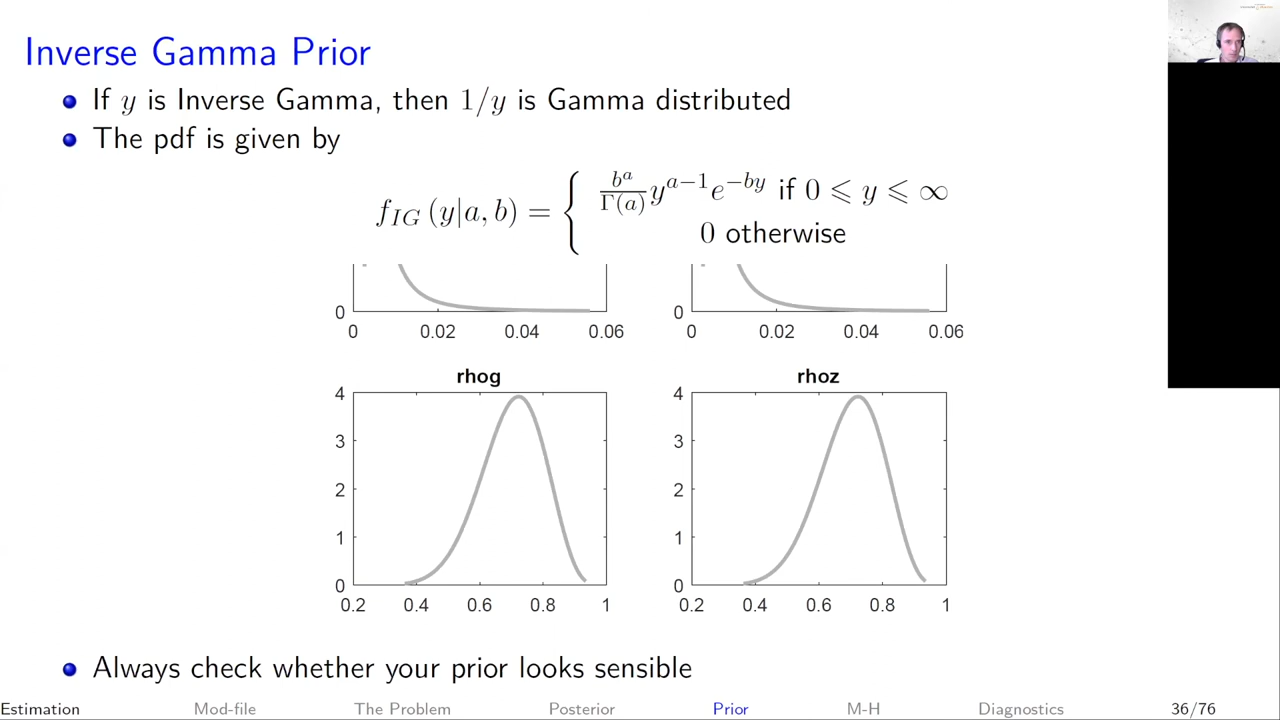 Inverse Gamma Prior
If y is Inverse Gamma, then 1/y is Gamma distributed
The pdf is given by
f_{IG} (y|a, b) = { \frac{b^a}{Γ(a)} y^{a−1} e^{−by} if 0 ⩽ y ⩽ ∞
0 otherwise
0 0
0 0.02 0.04 0.06 0 0.02 0.04 0.06
rhog rhoz
4 4
3 3
2 2
1 1
0 0
0.2 0.4 0.6 0.8 1 0.2 0.4 0.6 0.8 1
Always check whether your prior looks sensible
Estimation Mod-file The Problem Posterior Prior M-H Diagnostics 36/76